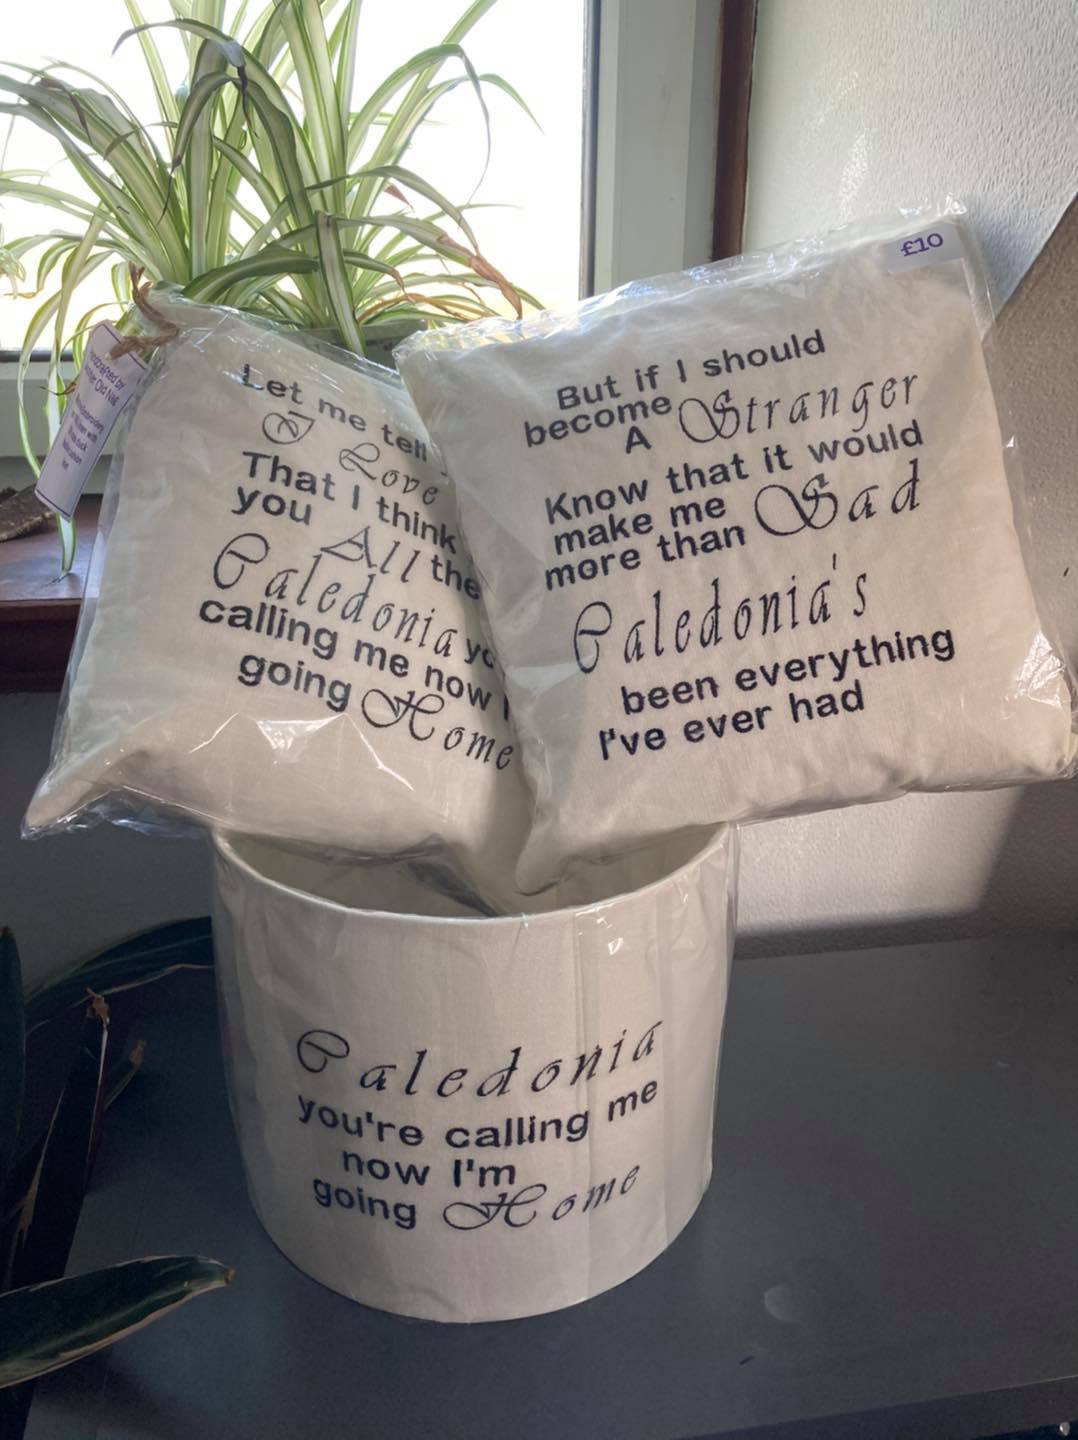 Let me tell
I Love
That I think
you All the
Caledonia
calling me now
going Home
£10
But if I should
become Stranger
A
Know that it would
make me Sad
more than
Caledonia's
been everything
I've ever had
Caledonia
you're calling me
now I'm
going Home